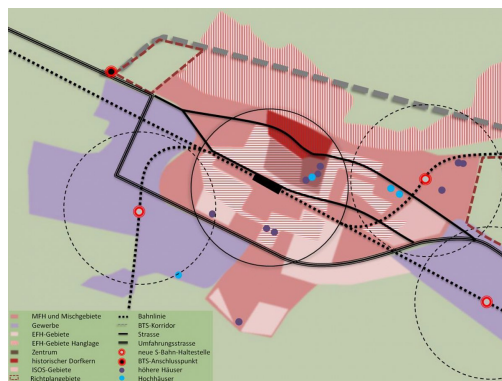 MFH und Mischgebiete
Gewerbe
EFH-Gebiete
EFH-Gebiete Hanglage
Zentrum
historischer Dorfkern
ISOS-Gebiete
Richtplangebiete
Bahnlinie
BTS-Korridor
Strasse
Umfahrungsstrasse
neue S-Bahn-Haltestelle
BTS-Anschlusspunkt
höhere Häuser
Hochhäuser